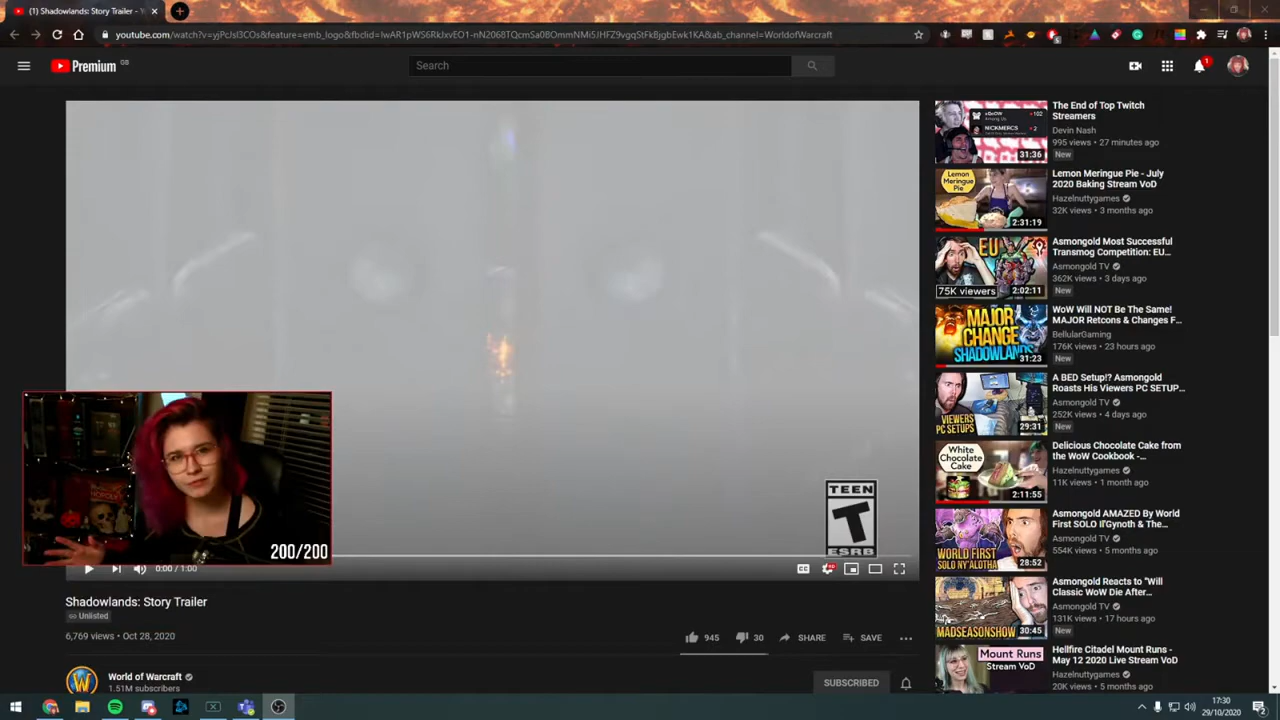 (1) Shadowlands: Story Trailer -
youtube.com/watch?v=yjPcJsI3COs&feature=emb_logo&fbclid=IwAR1pWS6RkJxvEO1-nN2068TQcmSa0BOmmNMi5JHFZ9vgqStFk8jgbEwk1KA&ab_channel=WorldofWarcraft
Premium GB
Search
1
TEEN
T
ESRB
200/200
0:00 / 1:00
Shadowlands: Story Trailer
Unlisted
6,769 views • Oct 28, 2020
945
30
SHARE
SAVE
World of Warcraft
1.51M subscribers
SUBSCRIBED
NICKMERCS
31:36
The End of Top Twitch
Streamers
Devin Nash
995 views • 27 minutes ago
New
Lemon
Meringue
Pie
2:31:19
Lemon Meringue Pie - July
2020 Baking Stream VoD
Hazelnuttygames
32K views • 3 months ago
EU
75K viewers
2:02:11
Asmongold Most Successful
Transmog Competition: EU...
Asmongold TV
362K views • 3 days ago
New
MAJOR
CHANGE
SHADOWLANDS
31:23
WoW Will NOT Be The Same!
MAJOR Retcons & Changes F...
BellularGaming
176K views • 23 hours ago
New
VIEWERS
PC SETUPS
29:31
A BED Setup!? Asmongold
Roasts His Viewers PC SETUP...
Asmongold TV
252K views • 4 days ago
New
White
Chocolate
Cake
2:11:55
Delicious Chocolate Cake from
the WoW Cookbook -...
Hazelnuttygames
11K views • 1 month ago
WORLD FIRST
SOLO NY'ALOTHA
28:52
Asmongold AMAZED By World
First SOLO Il'Gynoth & The...
Asmongold TV
554K views • 5 months ago
MADSEASONSHOW
30:45
Asmongold Reacts to "Will
Classic WoW Die After...
Asmongold TV
131K views • 17 hours ago
New
Mount Runs
Stream VoD
Hellfire Citadel Mount Runs -
May 12 2020 Live Stream VoD
Hazelnuttygames
20K views • 5 months ago
17:30
29/10/2020
2